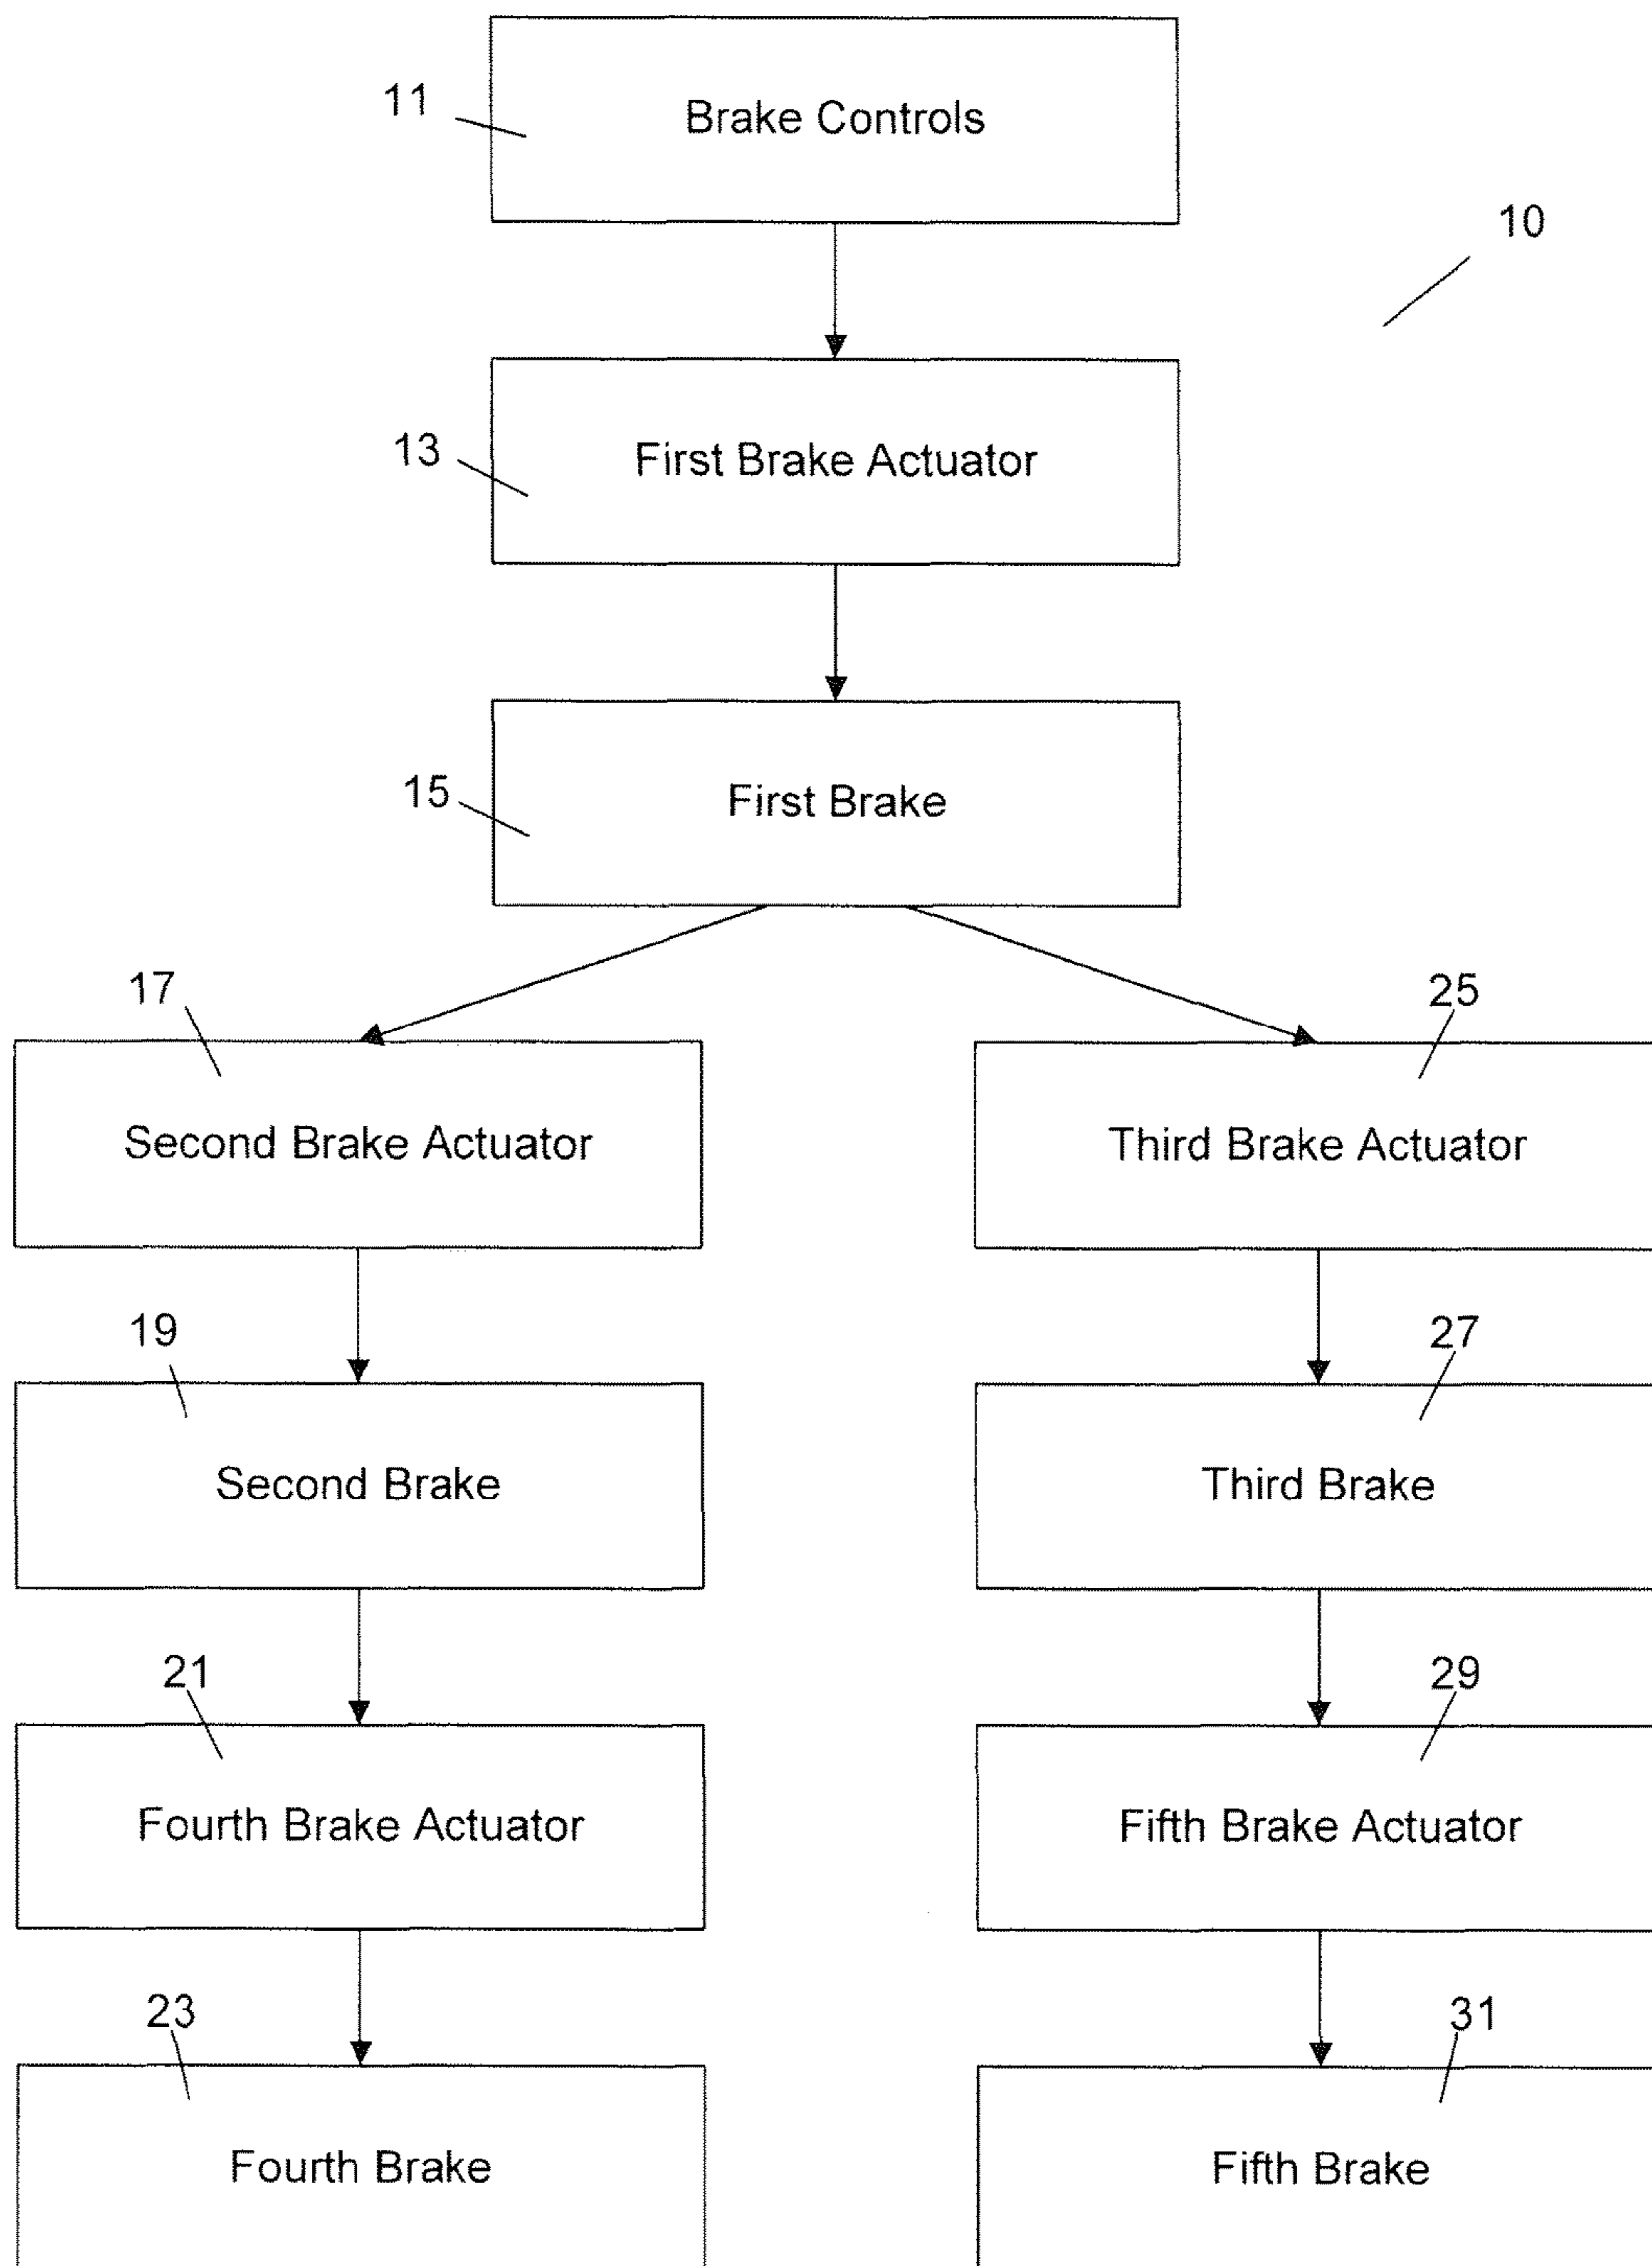 11
Brake Controls
10
13
First Brake Actuator
15
First Brake
17
25
Second Brake Actuator
Third Brake Actuator
19
27
Second Brake
Third Brake
21
29
Fourth Brake Actuator
Fifth Brake Actuator
23
31
Fourth Brake
Fifth Brake